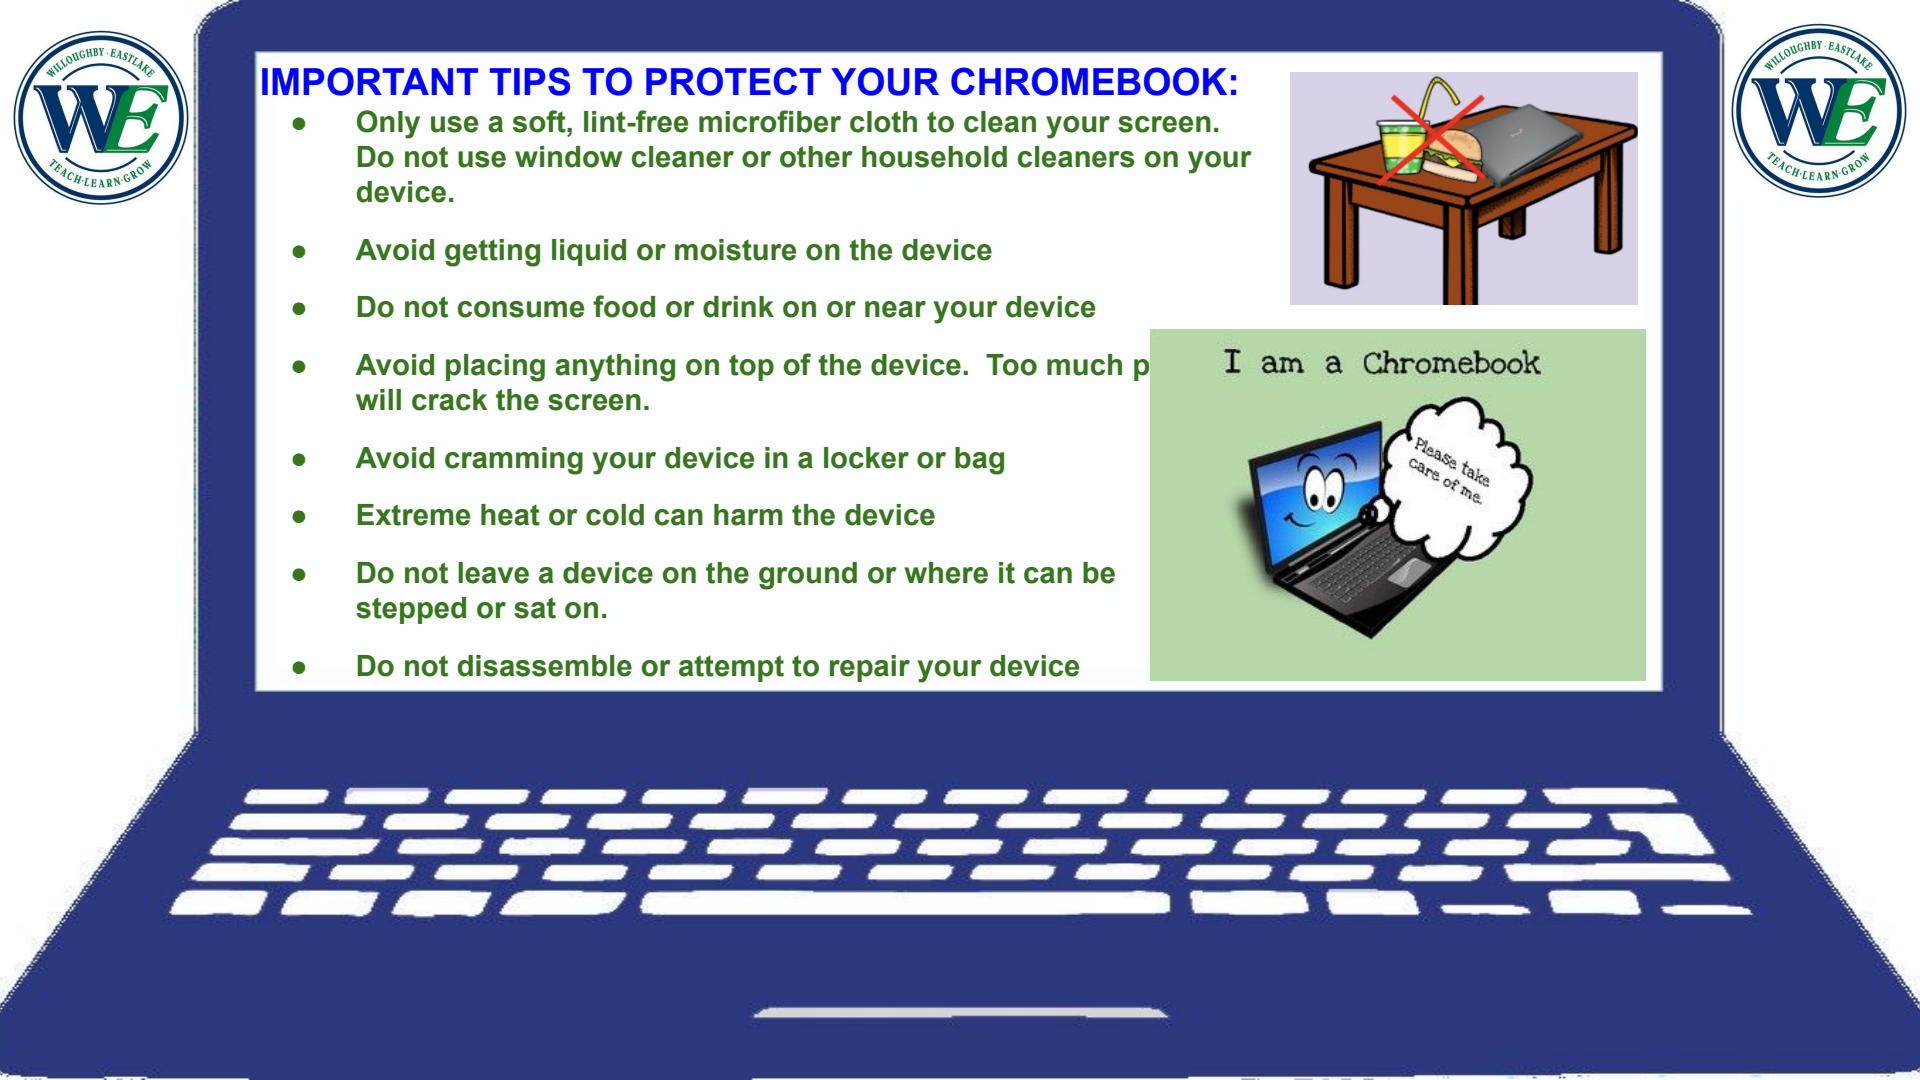 WILLOUGHBY · EASTLAKE
WE
TEACH·LEARN·GROW
WILLOUGHBY · EASTLAKE
WE
TEACH·LEARN·GROW
IMPORTANT TIPS TO PROTECT YOUR CHROMEBOOK:
● Only use a soft, lint-free microfiber cloth to clean your screen.
Do not use window cleaner or other household cleaners on your
device.
● Avoid getting liquid or moisture on the device
● Do not consume food or drink on or near your device
● Avoid placing anything on top of the device. Too much p
will crack the screen.
● Avoid cramming your device in a locker or bag
● Extreme heat or cold can harm the device
● Do not leave a device on the ground or where it can be
stepped or sat on.
● Do not disassemble or attempt to repair your device
I am a Chromebook
Please take
care of me.